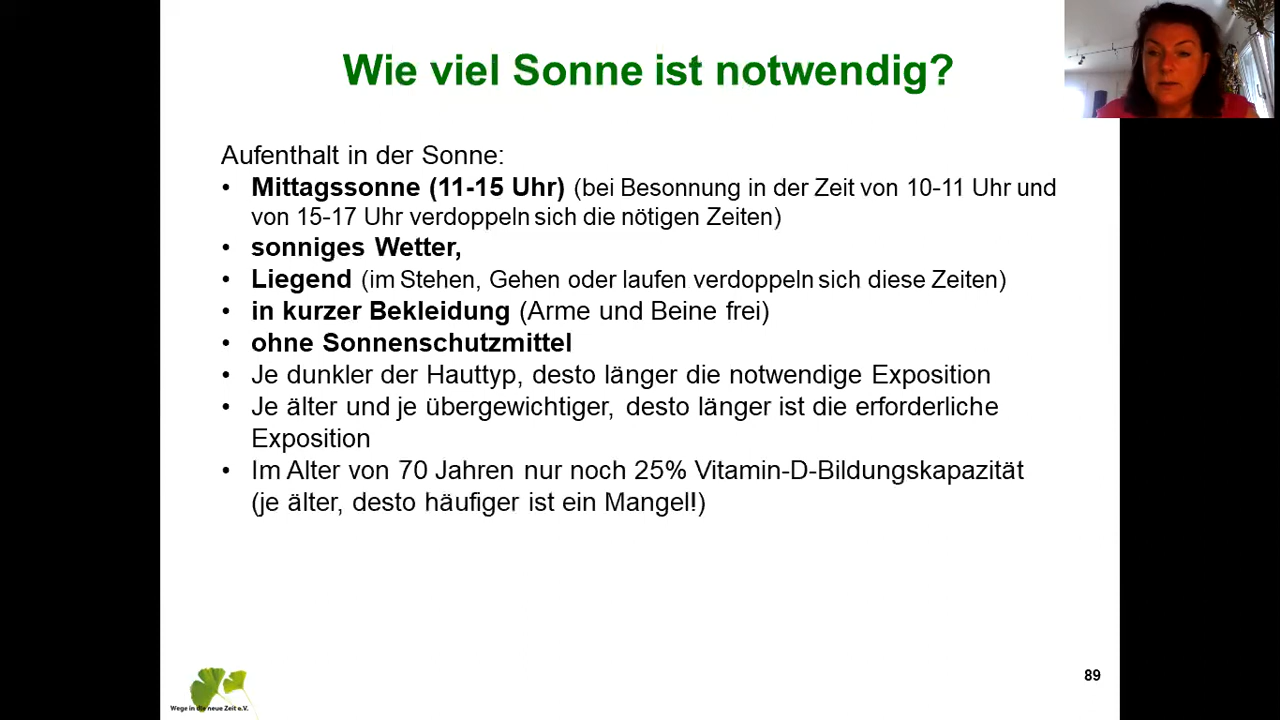 Wie viel Sonne ist notwendig?
Aufenthalt in der Sonne:
• Mittagssonne (11-15 Uhr) (bei Besonnung in der Zeit von 10-11 Uhr und
von 15-17 Uhr verdoppeln sich die nötigen Zeiten)
• sonniges Wetter,
• Liegend (im Stehen, Gehen oder laufen verdoppeln sich diese Zeiten)
• in kurzer Bekleidung (Arme und Beine frei)
• ohne Sonnenschutzmittel
• Je dunkler der Hauttyp, desto länger die notwendige Exposition
• Je älter und je übergewichtiger, desto länger ist die erforderliche
Exposition
• Im Alter von 70 Jahren nur noch 25% Vitamin-D-Bildungskapazität
(je älter, desto häufiger ist ein Mangel!)
Wege in die neue Zeit e.V.
89